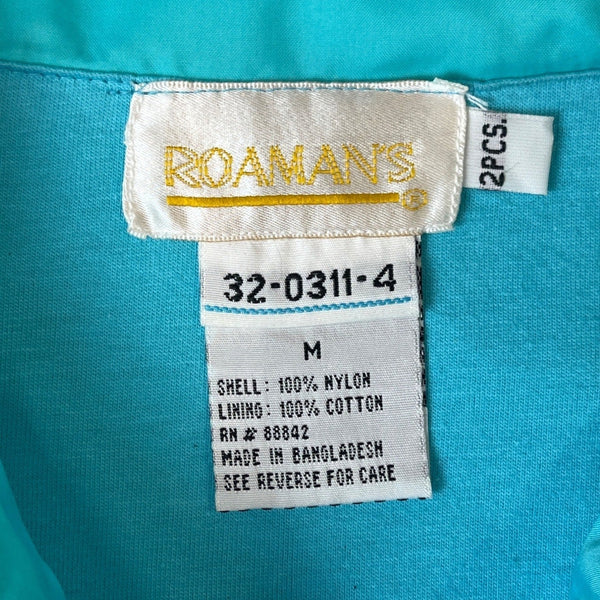 ROAMAN'S
®
2PCS.
32-0311-4
M
SHELL: 100% NYLON
LINING: 100% COTTON
RN # 88842
MADE IN BANGLADESH
SEE REVERSE FOR CARE